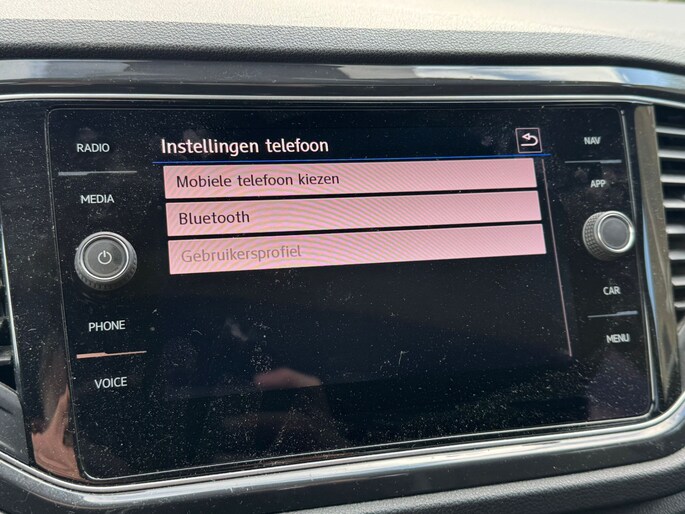 RADIO
MEDIA
PHONE
VOICE
Instellingen telefoon
Mobiele telefoon kiezen
Bluetooth
Gebruikersprofiel
NAV
APP
CAR
MENU